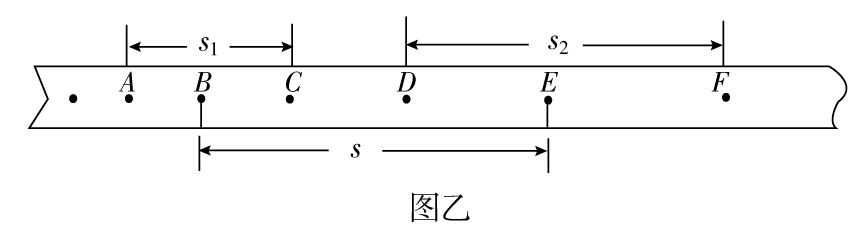 s₁ s₂
A B C D E F
s
图乙